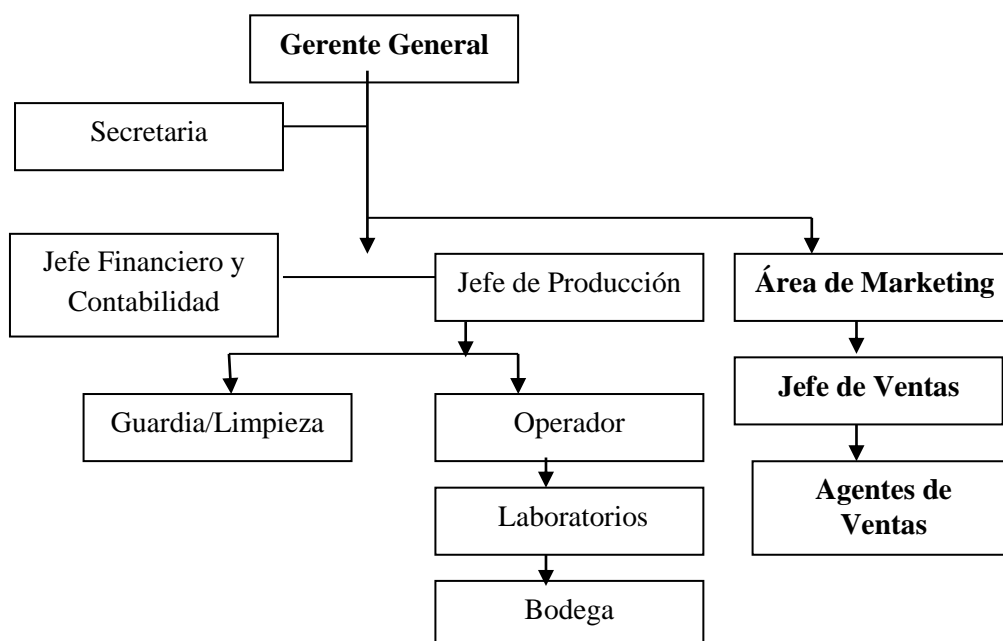 Gerente General
Secretaria
Jefe Financiero y
Contabilidad
Jefe de Producción
Área de Marketing
Guardia/Limpieza
Operador
Jefe de Ventas
Laboratorios
Agentes de
Ventas
Bodega